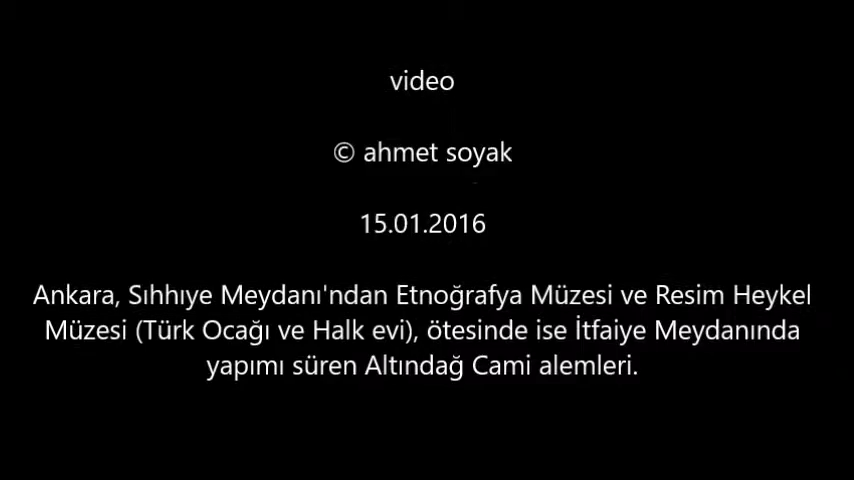 video
© ahmet soyak
15.01.2016
Ankara, Sıhhıye Meydanı'ndan Etnoğrafya Müzesi ve Resim Heykel
Müzesi (Türk Ocağı ve Halk evi), ötesinde ise İtfaiye Meydanında
yapımı süren Altındağ Cami alemleri.